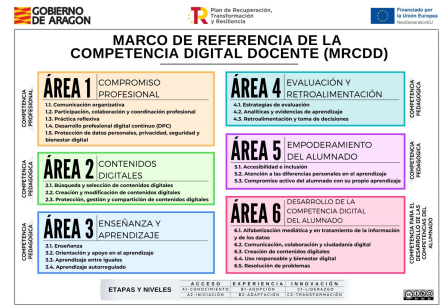 GOBIERNO
DE ARAGON
Plan de Recuperación,
Transformación
y Resiliencia
Financiado por
la Unión Europea
NextGenerationEU
MARCO DE REFERENCIA DE LA
COMPETENCIA DIGITAL DOCENTE (MRCDD)
COMPETENCIA
PROFESIONAL
ÁREA 1
COMPROMISO
PROFESIONAL
1.1. Comunicación organizativa
1.2. Participación, colaboración y coordinación profesional
1.3. Práctica reflexiva
1.4. Desarrollo profesional digital continuo (DPC)
1.5. Protección de datos personales, privacidad, seguridad y
bienestar digital
COMPETENCIA
PEDAGÓGICA
ÁREA 2
CONTENIDOS
DIGITALES
2.1. Búsqueda y selección de contenidos digitales
2.2. Creación y modificación de contenidos digitales
2.3. Protección, gestión y compartición de contenidos digitales
COMPETENCIA
PEDAGÓGICA
ÁREA 3
ENSEÑANZA Y
APRENDIZAJE
3.1. Enseñanza
3.2. Orientación y apoyo en el aprendizaje
3.3. Aprendizaje entre iguales
3.4. Aprendizaje autorregulado
ÁREA 4
EVALUACIÓN Y
RETROALIMENTACIÓN
4.1. Estrategias de evaluación
4.2. Analíticas y evidencias de aprendizaje
4.3. Retroalimentación y toma de decisiones
COMPETENCIA
PEDAGÓGICA
ÁREA 5
EMPODERAMIENTO
DEL ALUMNADO
5.1. Accesibilidad e inclusión
5.2. Atención a las diferencias personales en el aprendizaje
5.3. Compromiso activo del alumnado con su propio aprendizaje
COMPETENCIA
PEDAGÓGICA
ÁREA 6
DESARROLLO DE LA
COMPETENCIA DIGITAL
DEL ALUMNADO
6.1. Alfabetización mediática y en tratamiento de la información
y de los datos
6.2. Comunicación, colaboración y ciudadanía digital
6.3. Creación de contenidos digitales
6.4. Uso responsable y bienestar digital
6.5. Resolución de problemas
COMPETENCIA PARA EL
DESARROLLO DE LAS
COMPETENCIAS DEL
ALUMNADO
ETAPAS Y NIVELES
ACCESO
A1-CONOCIMIENTO
A2-INICIACIÓN
EXPERIENCIA
B1-ADOPCIÓN
B2-ADAPTACIÓN
INNOVACIÓN
C1-LIDERAZGO
C2-TRANSFORMACIÓN